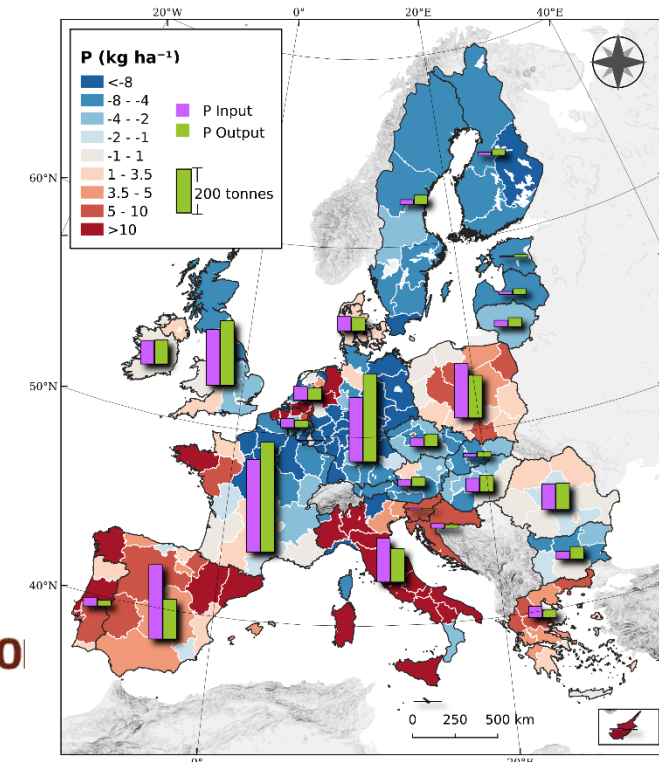 20°W 0° 20°E 40°E
P (kg ha⁻¹)
<-8
-8 - -4
-4 - -2
-2 - -1
-1 - 1
1 - 3.5
3.5 - 5
5 - 10
>10
P Input
P Output
200 tonnes
60°N
50°N
40°N
0 250 500 km
0°